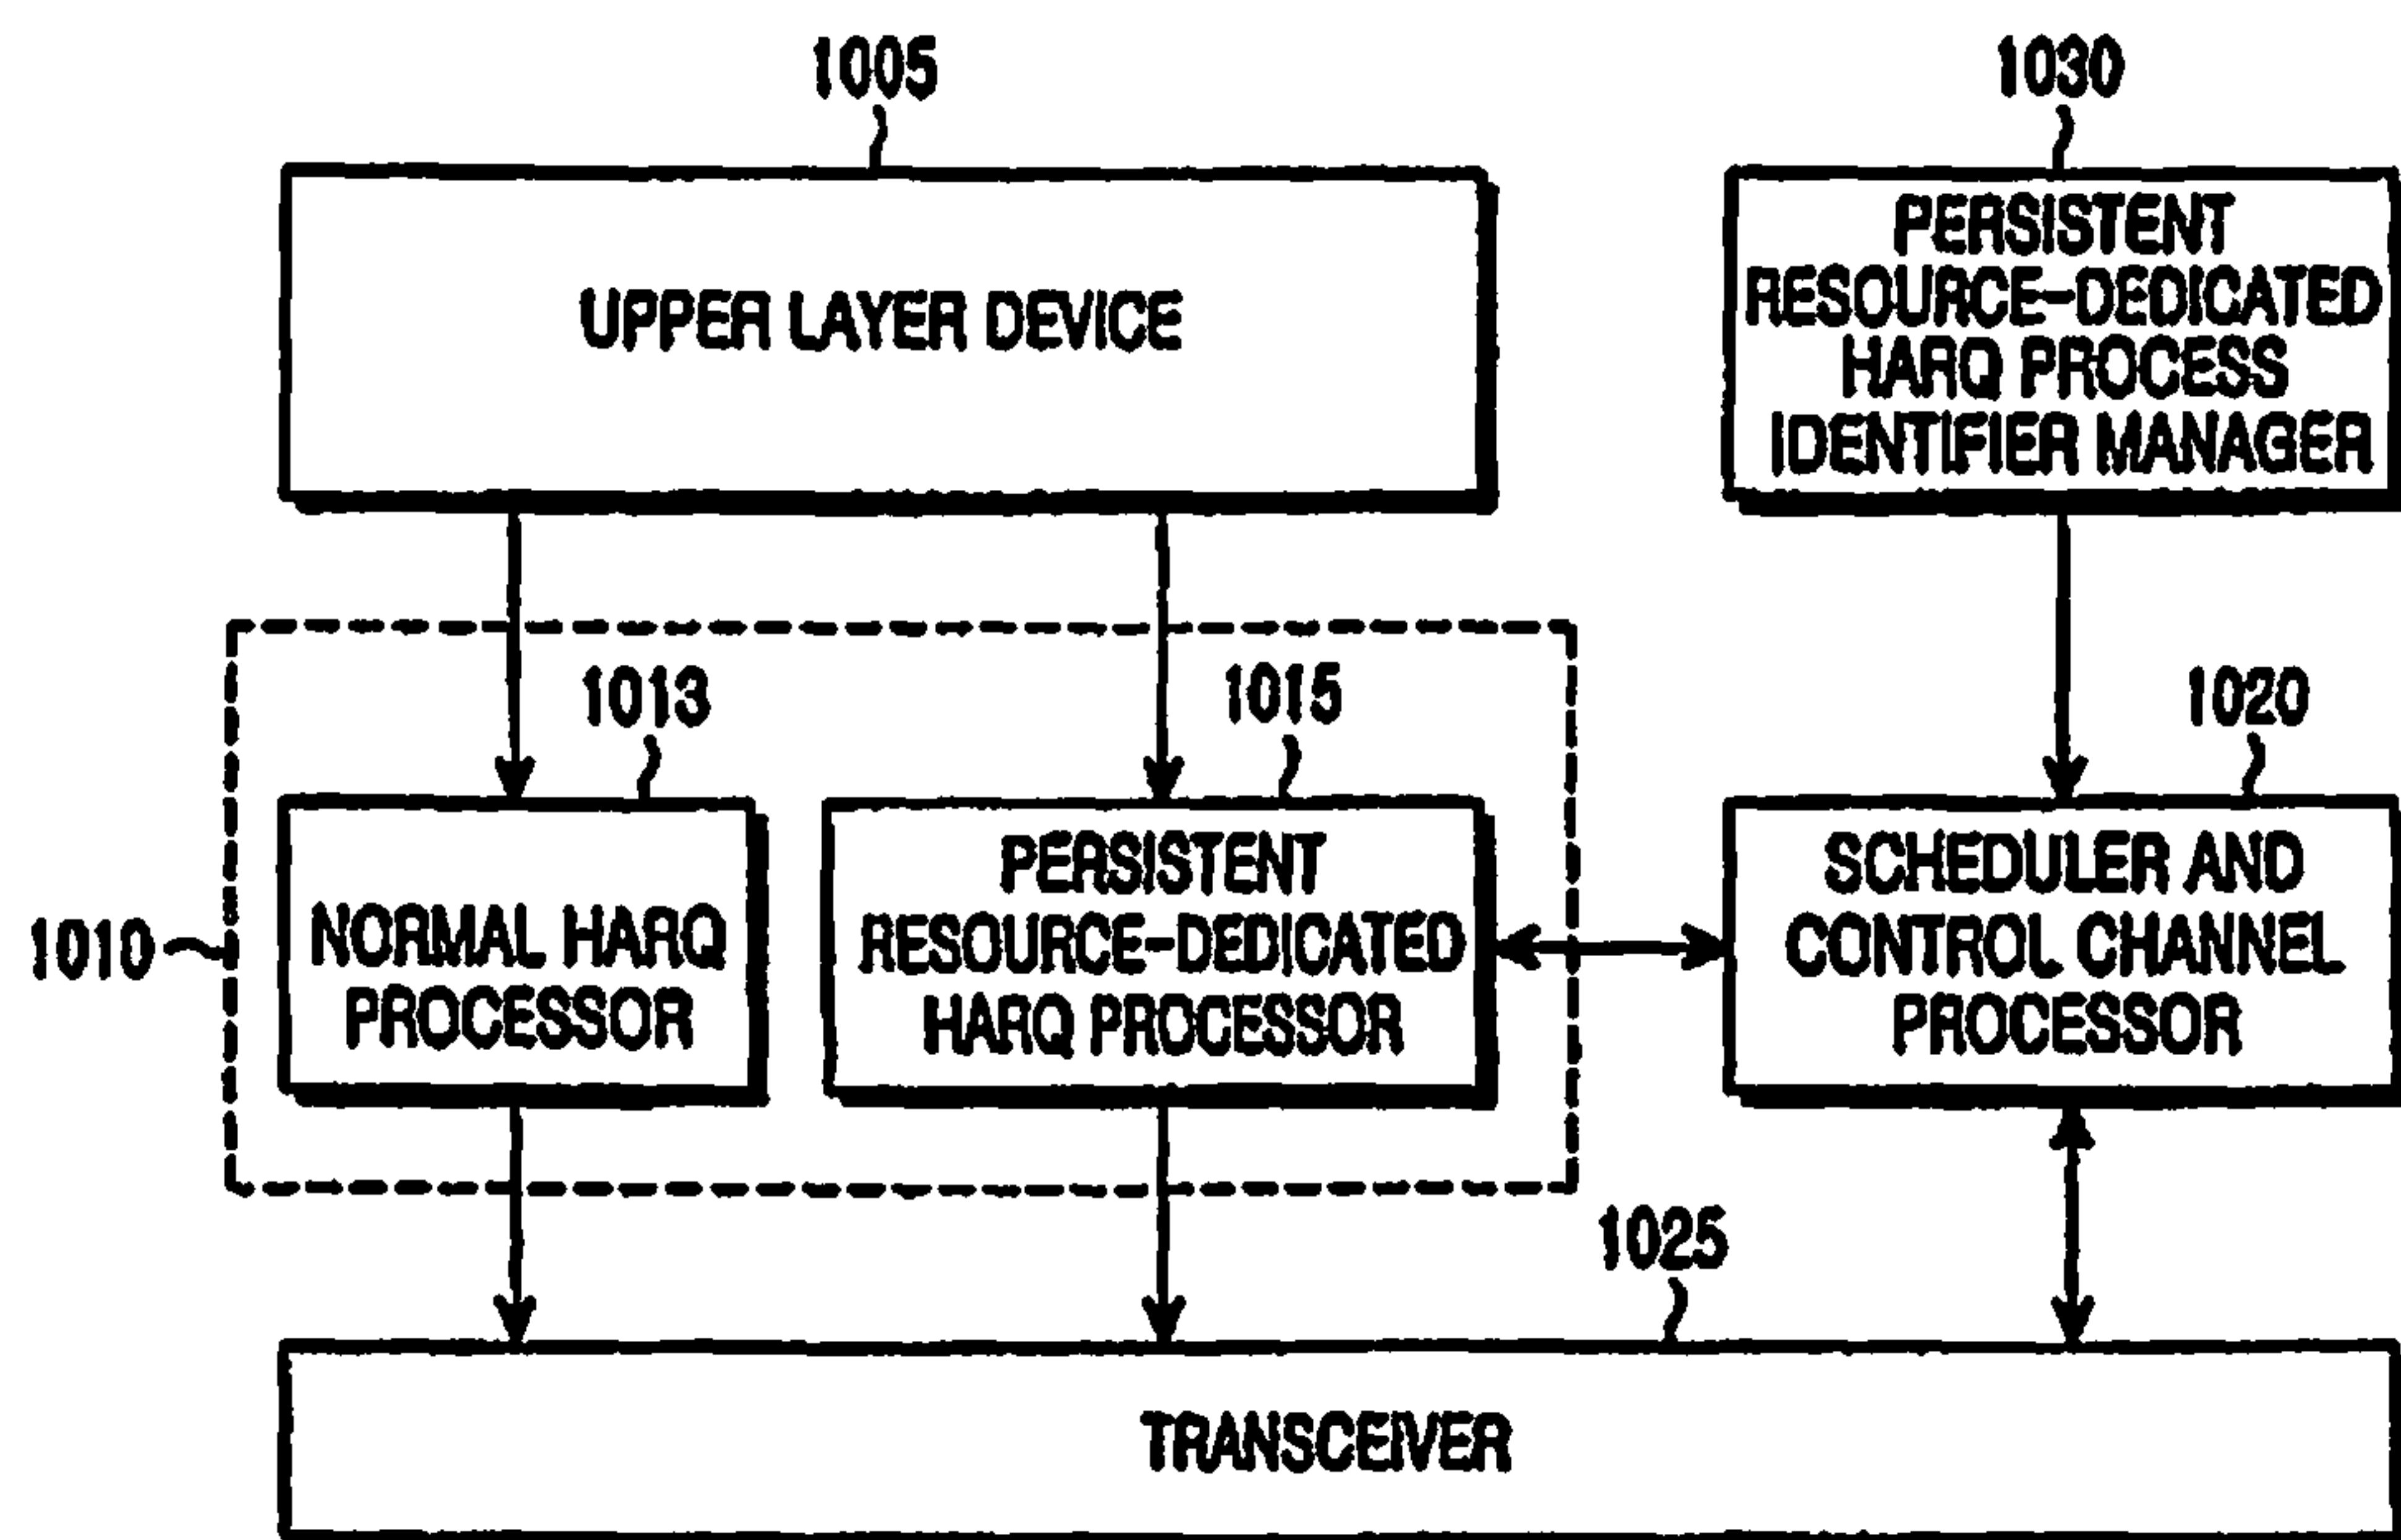 1005
1030
UPPER LAYER DEVICE
PERSISTENT
RESOURCE-DEDICATED
HARQ PROCESS
IDENTIFIER MANAGER
1013
1015
1020
1010
NORMAL HARQ
PROCESSOR
PERSISTENT
RESOURCE-DEDICATED
HARQ PROCESSOR
SCHEDULER AND
CONTROL CHANNEL
PROCESSOR
1025
TRANSCEIVER